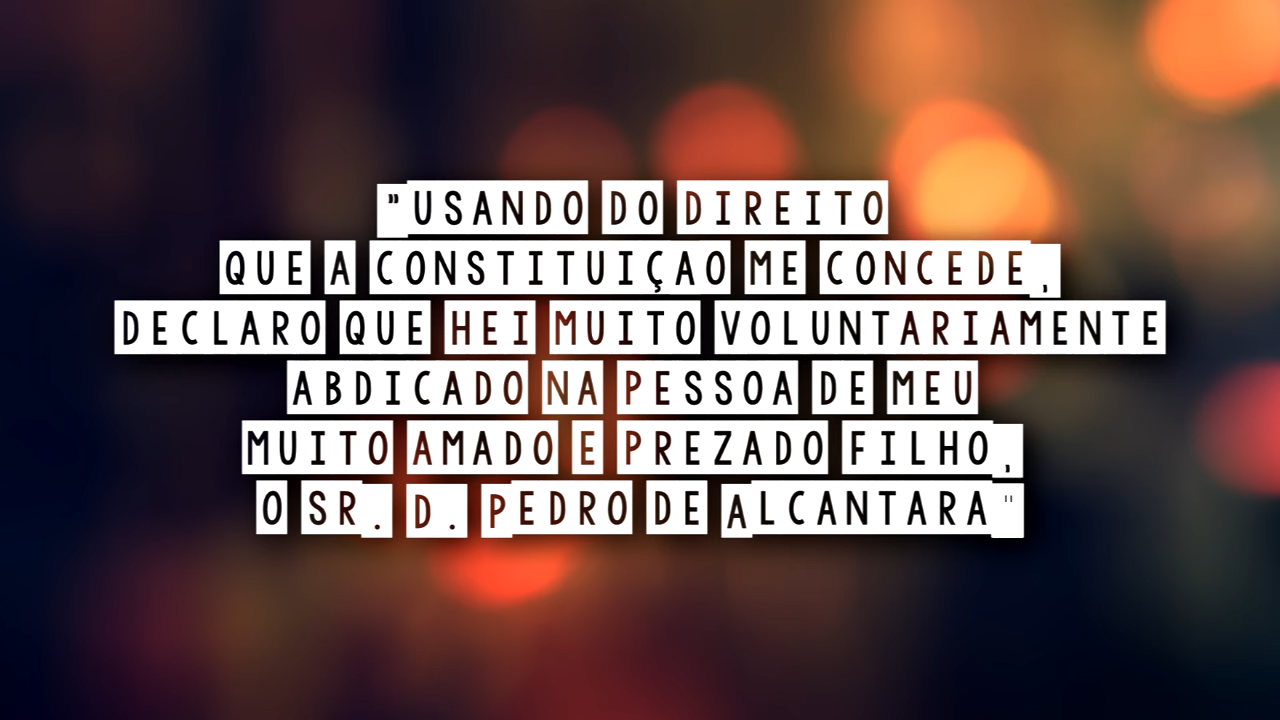 "USANDO DO DIREITO
QUE A CONSTITUIÇAO ME CONCEDE,
DECLARO QUE HEI MUITO VOLUNTARIAMENTE
ABDICADO NA PESSOA DE MEU
MUITO AMADO E PREZADO FILHO,
O SR. D. PEDRO DE ALCANTARA"